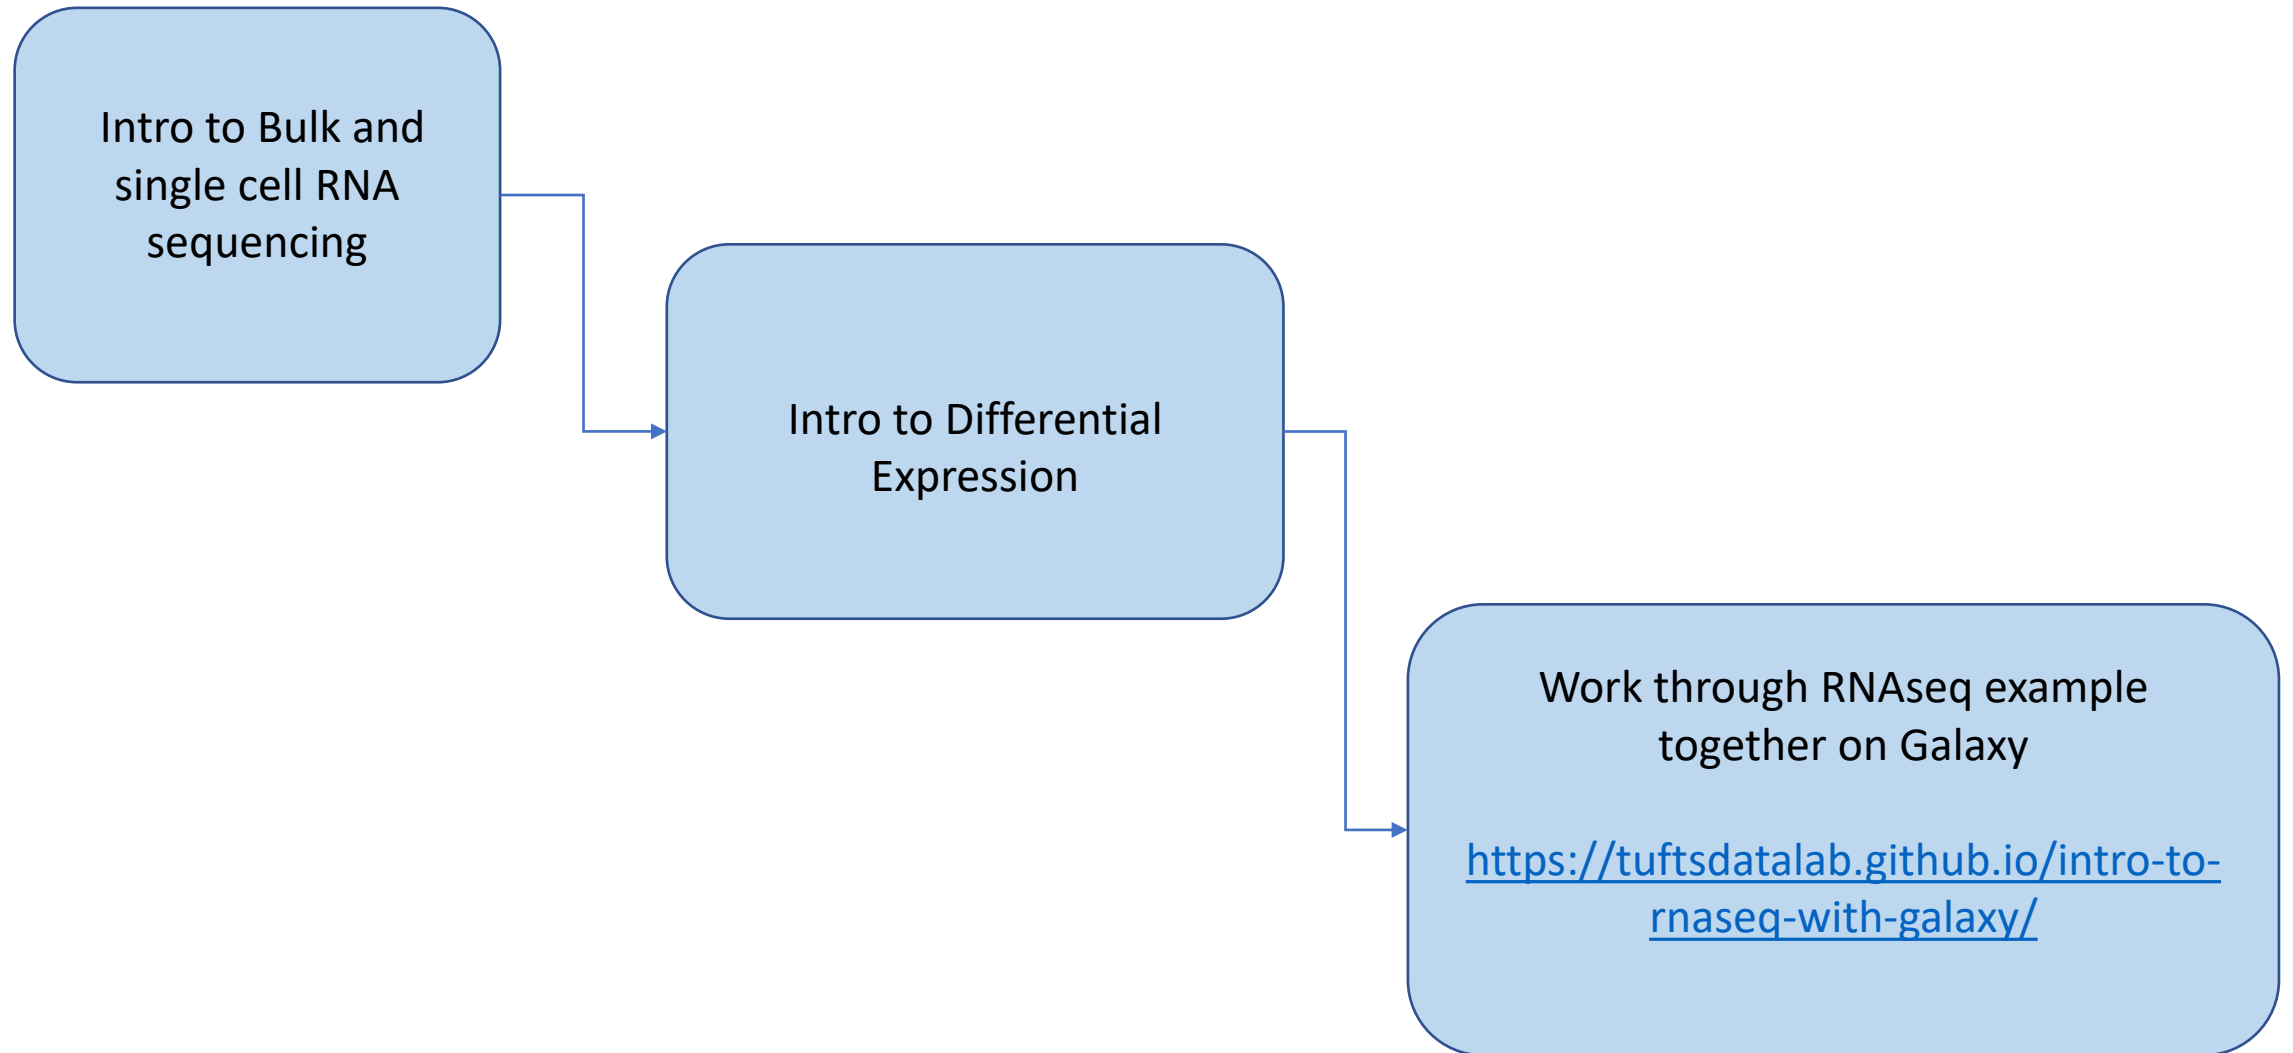 Intro to Bulk and
single cell RNA
sequencing
Intro to Differential
Expression
Work through RNAseq example
together on Galaxy
https://tuftsdatalab.github.io/intro-to-
rnaseq-with-galaxy/